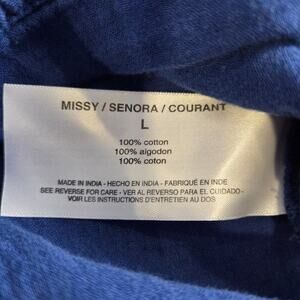 MISSY / SENORA / COURANT
L
100% cotton
100% algodon
100% coton
MADE IN INDIA - HECHO EN INDIA - FABRIQUÉ EN INDE
SEE REVERSE FOR CARE - VER AL REVERSO PARA EL CUIDADO -
VOIR LES INSTRUCTIONS D'ENTRETIEN AU DOS